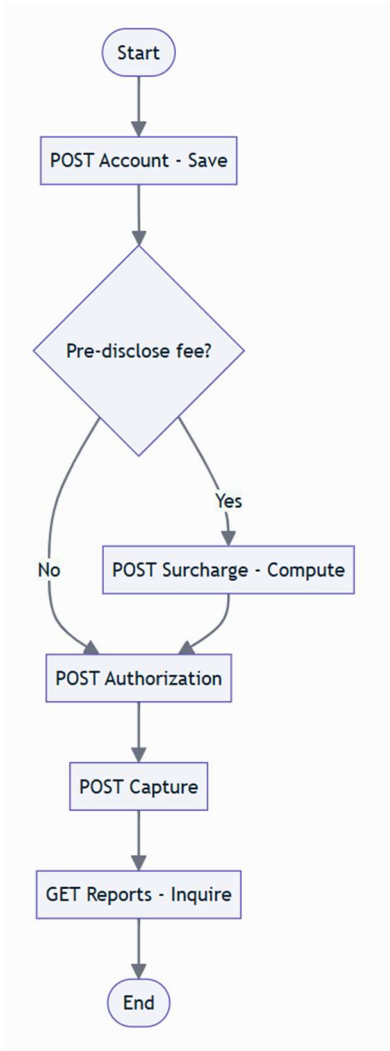 Start
POST Account - Save
Pre-disclose fee?
Yes
No
POST Surcharge - Compute
POST Authorization
POST Capture
GET Reports - Inquire
End